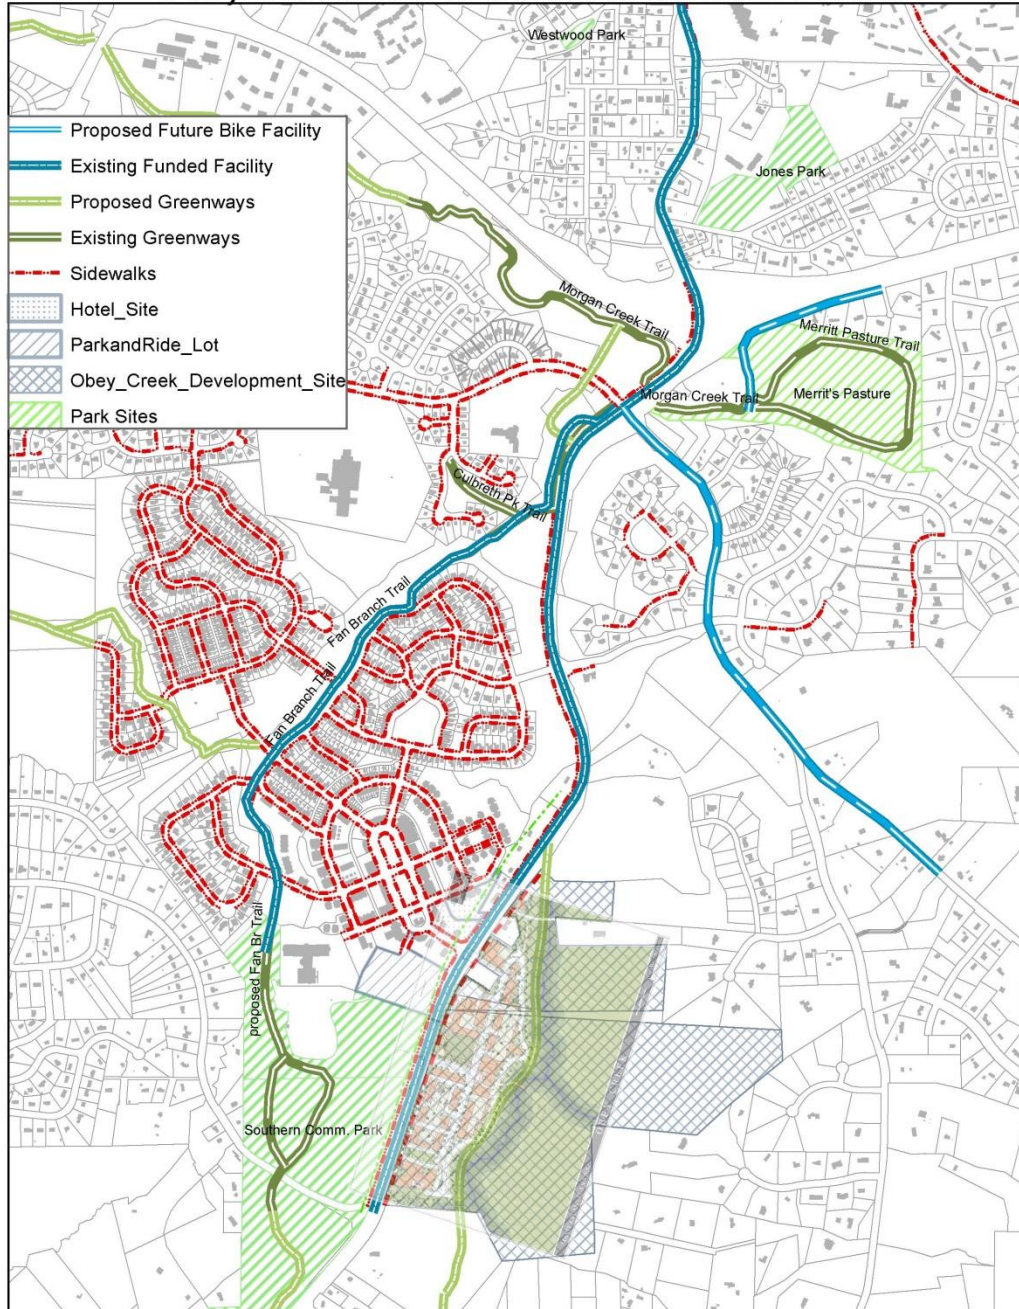 Westwood Park
Proposed Future Bike Facility
Existing Funded Facility
Jones Park
Proposed Greenways
Existing Greenways
Sidewalks
Hotel_Site
Morgan Creek Trail
ParkandRide_Lot
Merritt Pasture Trail
Obey_Creek_Development_Site
Morgan Creek Trail
Merrit's Pasture
Park Sites
Culbreth Pk Trail
Fan Branch Trail
Fan Branch Trail
proposed Fan Br Trail
Southern Comm. Park